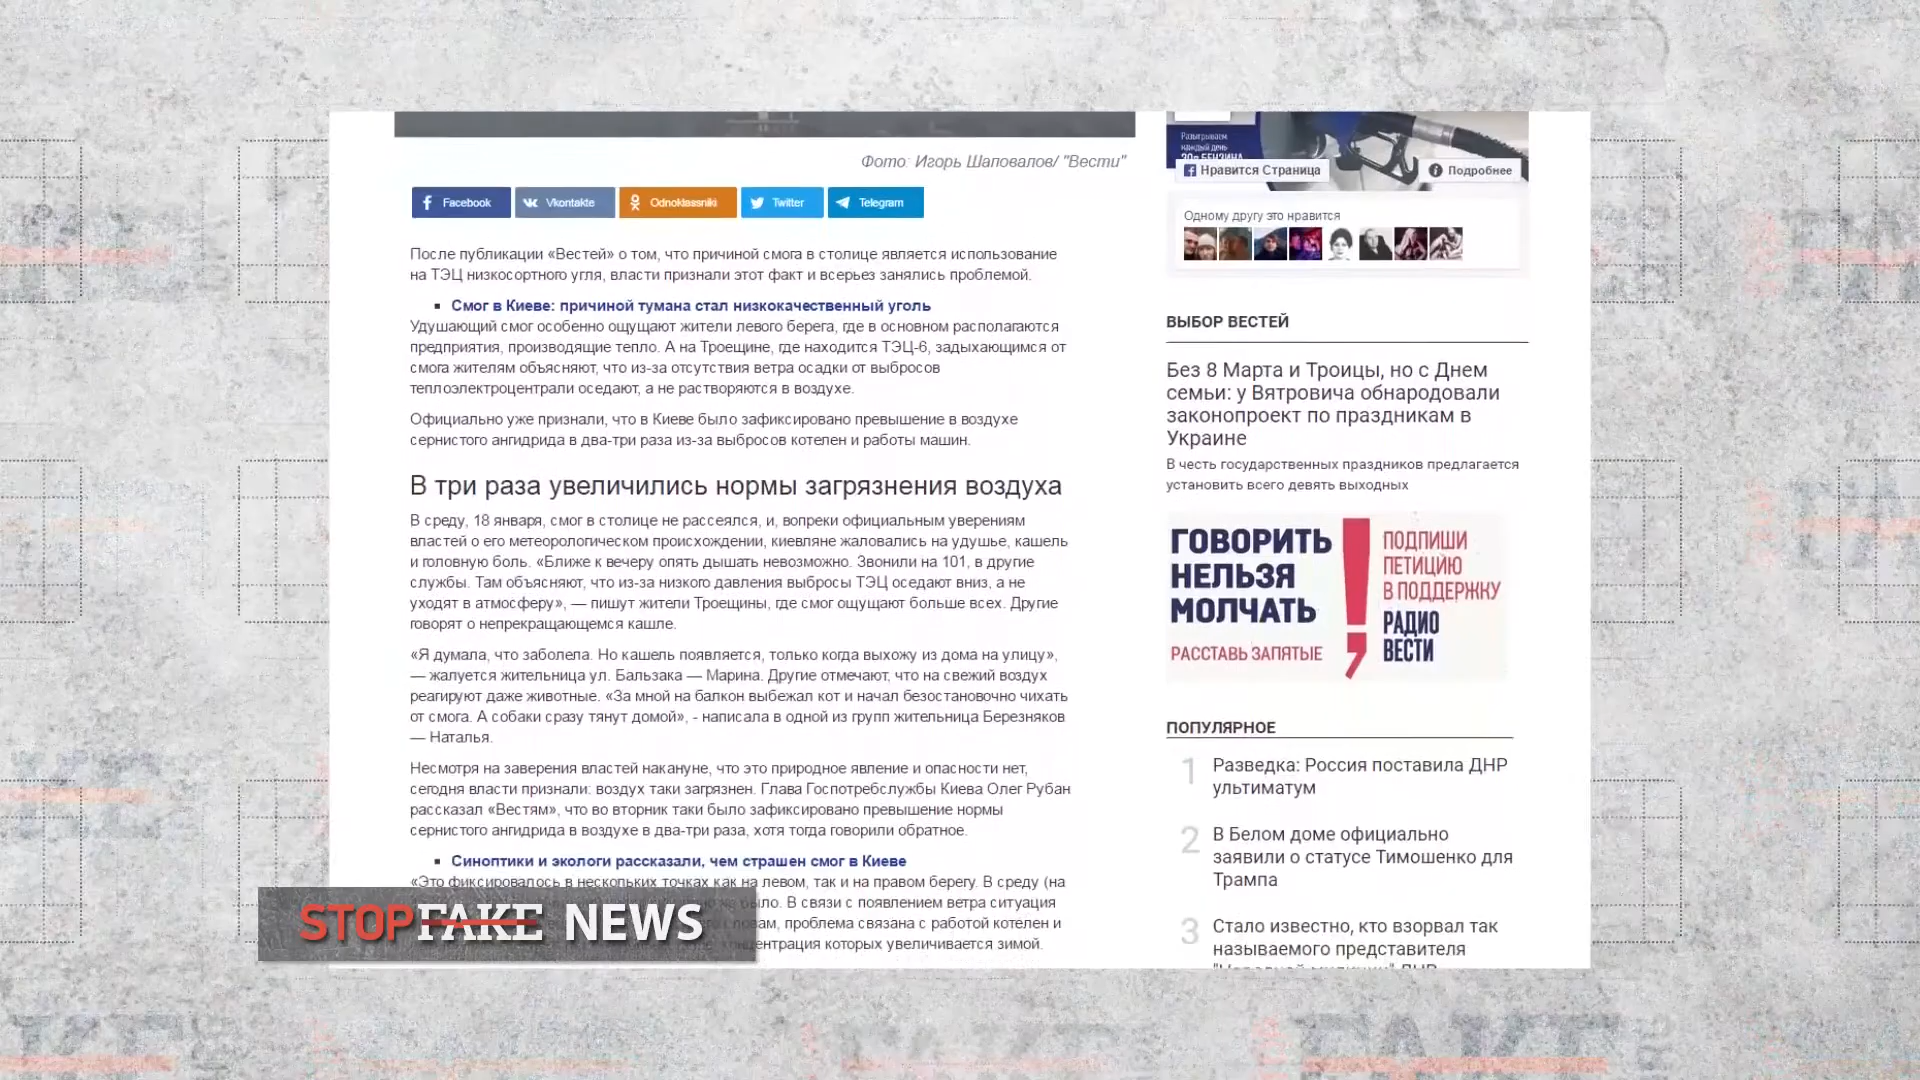 Фото: Игорь Шаповалов/ "Вести"
Facebook
Vkontakte
Odnoklassniki
Twitter
Telegram
После публикации «Вестей» о том, что причиной смога в столице является использование
на ТЭЦ низкосортного угля, власти признали этот факт и всерьез занялись проблемой.
Смог в Киеве: причиной тумана стал низкокачественный уголь
Удушающий смог особенно ощущают жители левого берега, где в основном располагаются
предприятия, производящие тепло. А на Троещине, где находится ТЭЦ-6, задыхающимся от
смога жителям объясняют, что из-за отсутствия ветра осадки от выбросов
теплоэлектроцентрали оседают, а не растворяются в воздухе.
Официально уже признали, что в Киеве было зафиксировано превышение в воздухе
сернистого ангидрида в два-три раза из-за выбросов котелен и работы машин.
В три раза увеличились нормы загрязнения воздуха
В среду, 18 января, смог в столице не рассеялся, и, вопреки официальным уверениям
властей о его метеорологическом происхождении, киевляне жаловались на удушье, кашель
и головную боль. «Ближе к вечеру опять дышать невозможно. Звонили на 101, в другие
службы. Там объясняют, что из-за низкого давления выбросы ТЭЦ оседают вниз, а не
уходят в атмосферу», — пишут жители Троещины, где смог ощущают больше всех. Другие
говорят о непрекращающемся кашле.
«Я думала, что заболела. Но кашель появляется, только когда выхожу из дома на улицу»,
— жалуется жительница ул. Бальзака — Марина. Другие отмечают, что на свежий воздух
реагируют даже животные. «За мной на балкон выбежал кот и начал безостановочно чихать
от смога. А собаки сразу тянут домой», - написала в одной из групп жительница Березняков
— Наталья.
Несмотря на заверения властей накануне, что это природное явление и опасности нет,
сегодня власти признали: воздух таки загрязнен. Глава Госпотребслужбы Киева Олег Рубан
рассказал «Вестям», что во вторник таки было зафиксировано превышение нормы
сернистого ангидрида в воздухе в два-три раза, хотя тогда говорили обратное.
Синоптики и экологи рассказали, чем страшен смог в Киеве
«Это фиксировалось в нескольких точках как на левом, так и на правом берегу. В среду (на
было. В связи с появлением ветра ситуация
словам, проблема связана с работой котелен и
концентрация которых увеличивается зимой.
STOPFAKE NEWS
Разыгрываем
каждый день
30л БЕНЗИНА
Нравится Страница
Подробнее
Одному другу это нравится
ВЫБОР ВЕСТЕЙ
Без 8 Марта и Троицы, но с Днем
семьи: у Вятровича обнародовали
законопроект по праздникам в
Украине
В честь государственных праздников предлагается
установить всего девять выходных
ГОВОРИТЬ
НЕЛЬЗЯ
МОЛЧАТЬ
РАССТАВЬ ЗАПЯТЫЕ
ПОДПИШИ
ПЕТИЦИЮ
В ПОДДЕРЖКУ
РАДИО
ВЕСТИ
ПОПУЛЯРНОЕ
1 Разведка: Россия поставила ДНР
ультиматум
2 В Белом доме официально
заявили о статусе Тимошенко для
Трампа
3 Стало известно, кто взорвал так
называемого представителя